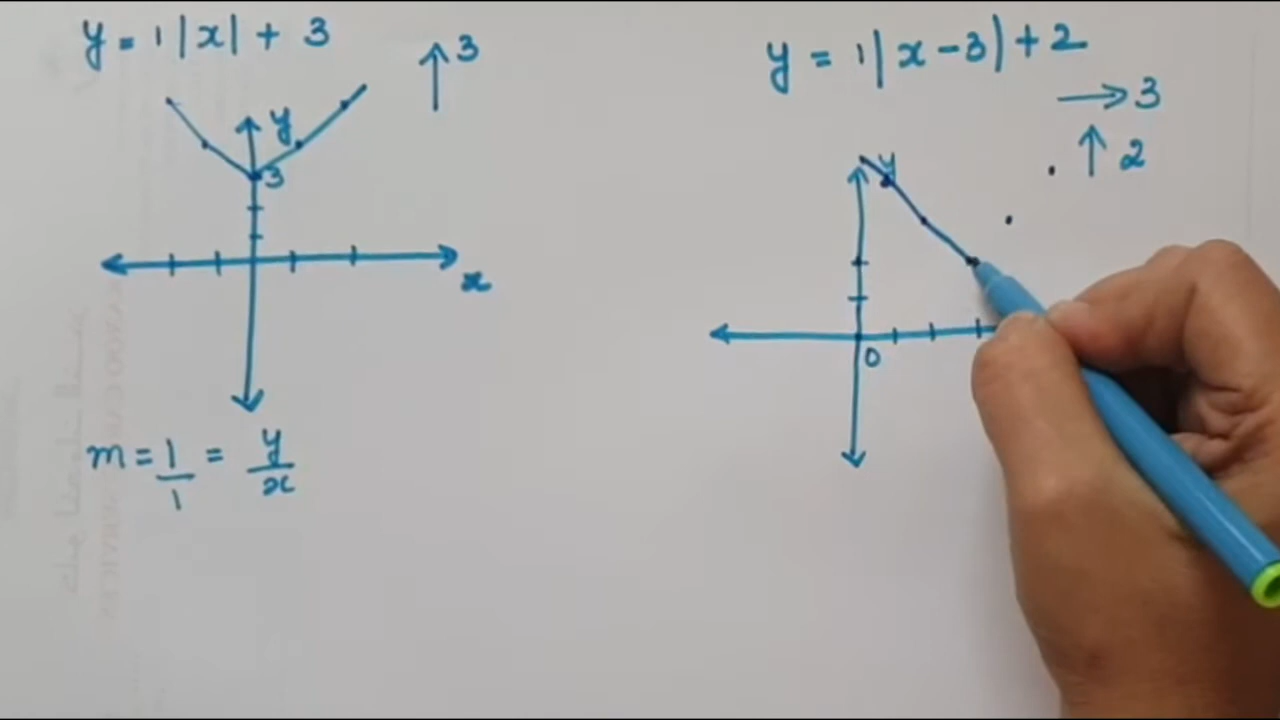 y = 1|x| + 3
↑3
y
3
x
m = 1/1 = y/x
y = 1|x-3|+2
→3
↑2
y
0